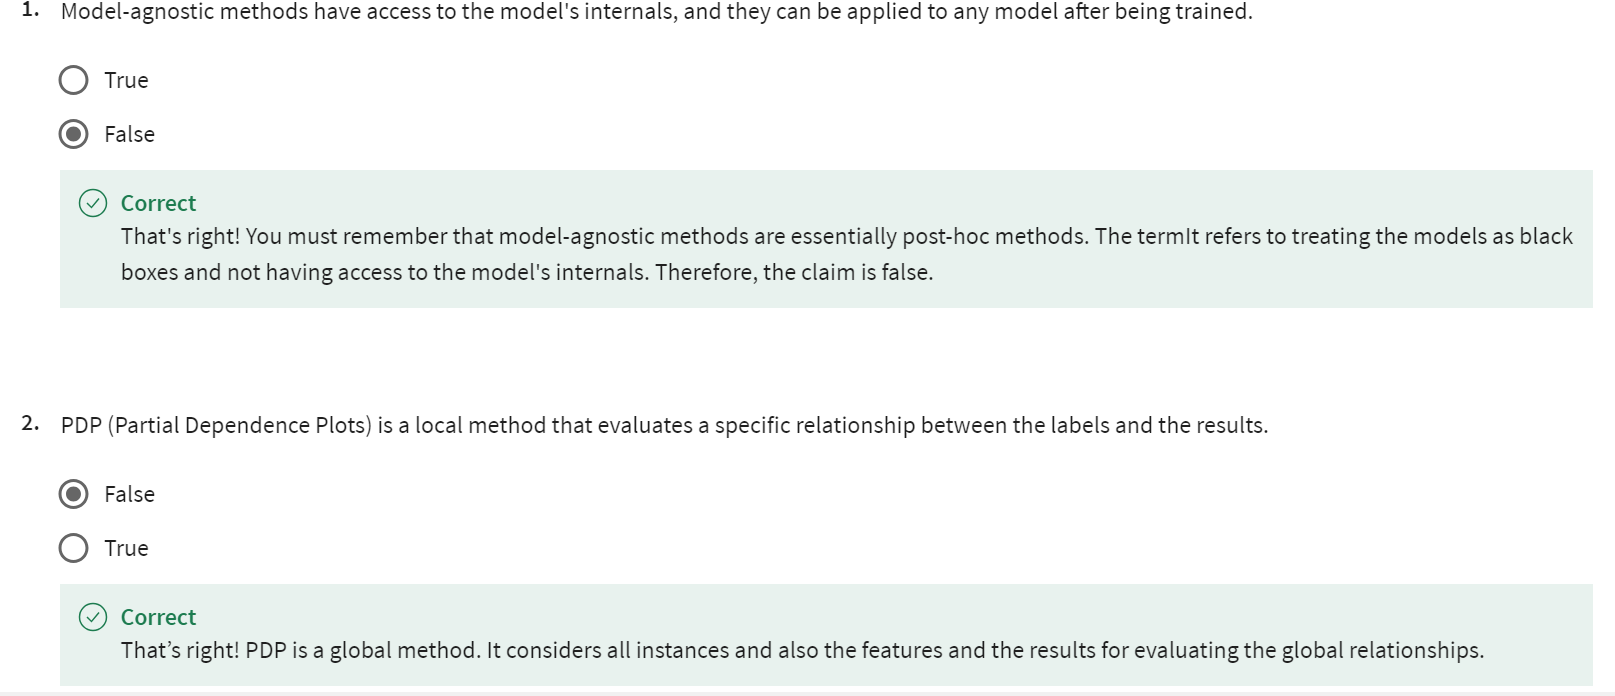 1. Model-agnostic methods have access to the model's internals, and they can be applied to any model after being trained.
True
False
Correct
That's right! You must remember that model-agnostic methods are essentially post-hoc methods. The termIt refers to treating the models as black
boxes and not having access to the model's internals. Therefore, the claim is false.
2. PDP (Partial Dependence Plots) is a local method that evaluates a specific relationship between the labels and the results.
False
True
Correct
That’s right! PDP is a global method. It considers all instances and also the features and the results for evaluating the global relationships.